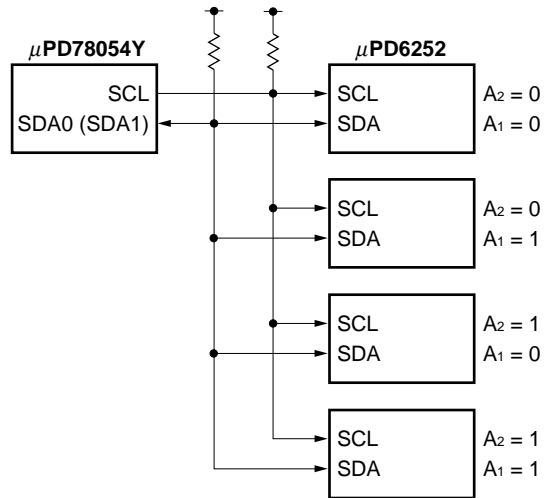 μPD78054Y
SCL
SDA0 (SDA1)
μPD6252
SCL A₂ = 0
SDA A₁ = 0
SCL A₂ = 0
SDA A₁ = 1
SCL A₂ = 1
SDA A₁ = 0
SCL A₂ = 1
SDA A₁ = 1